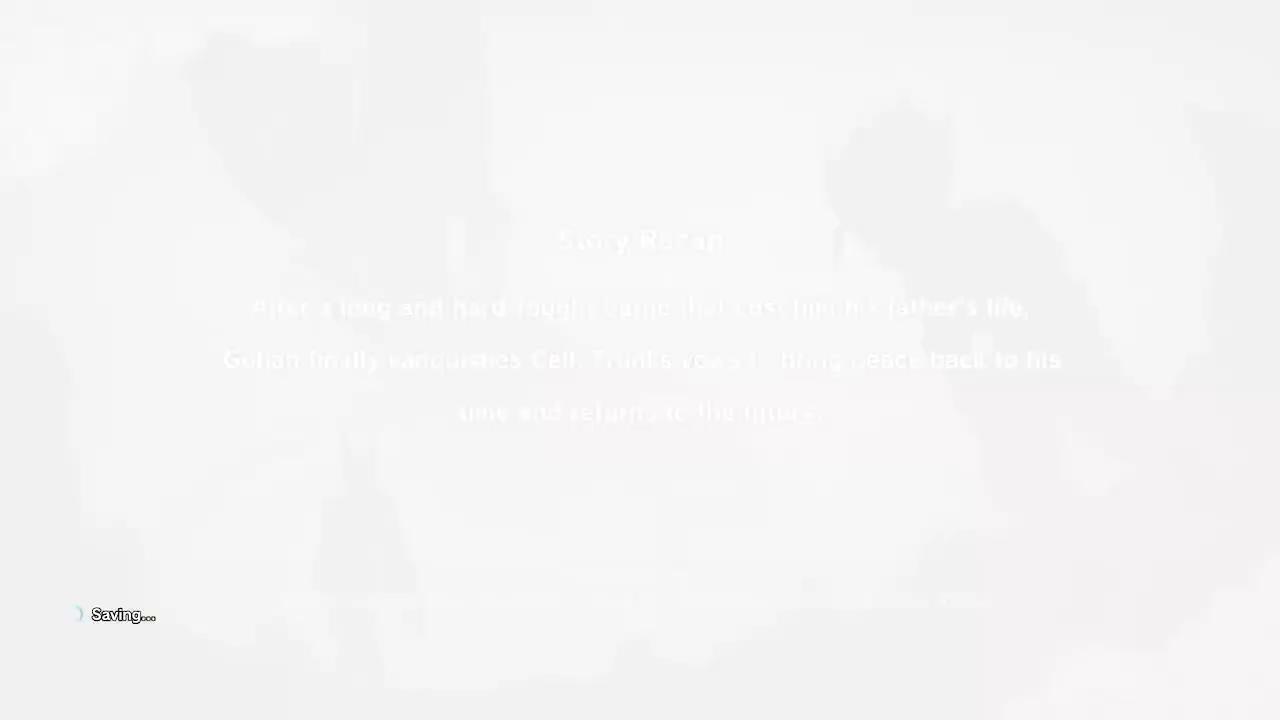 Story Recap
After a long and hard-fought battle that cost him his father's life,
Gohan finally vanquishes Cell. Trunks vows to bring peace back to his
time and returns to the future.
Saving...